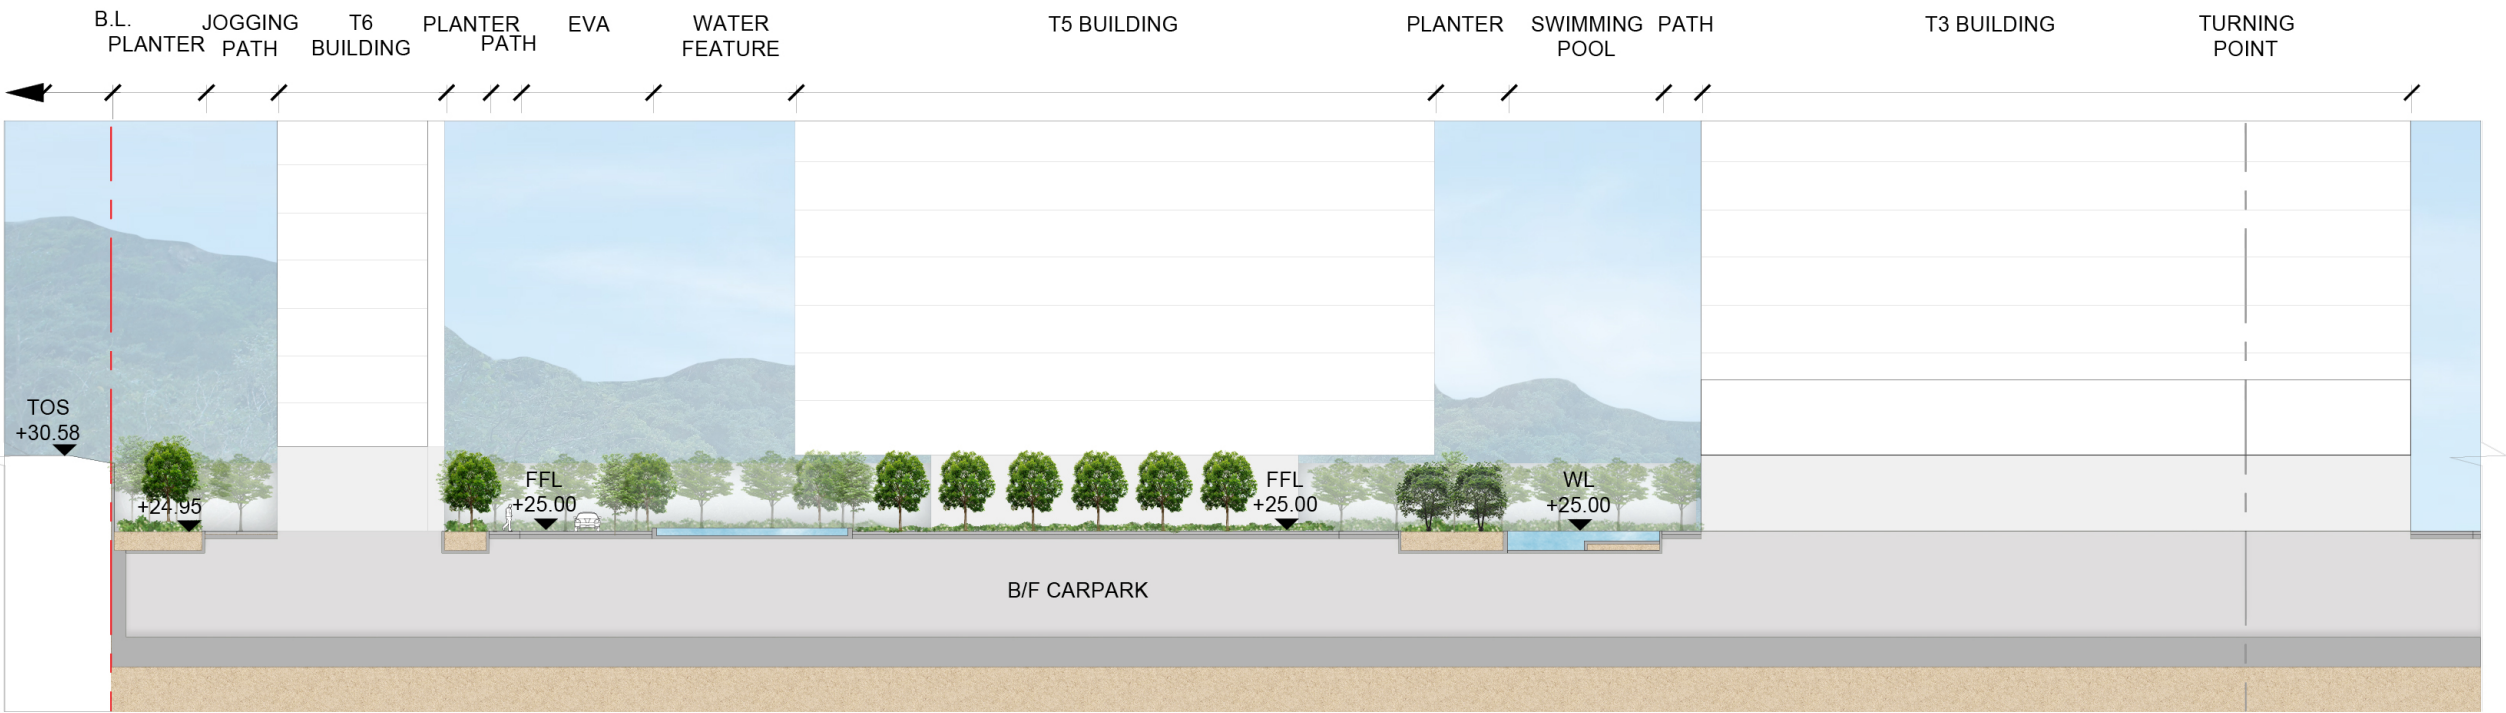 B.L.
PLANTER
JOGGING
PATH
T6
BUILDING
PLANTER
PATH
EVA
WATER
FEATURE
T5 BUILDING
PLANTER
SWIMMING
POOL
PATH
T3 BUILDING
TURNING
POINT
TOS
+30.58
+24.95
FFL
+25.00
FFL
+25.00
WL
+25.00
B/F CARPARK